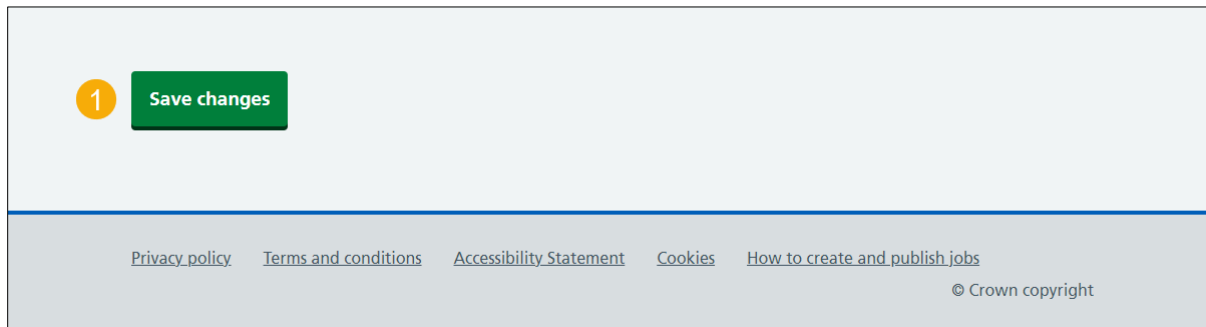 1
Save changes
Privacy policy Terms and conditions Accessibility Statement Cookies How to create and publish jobs
© Crown copyright